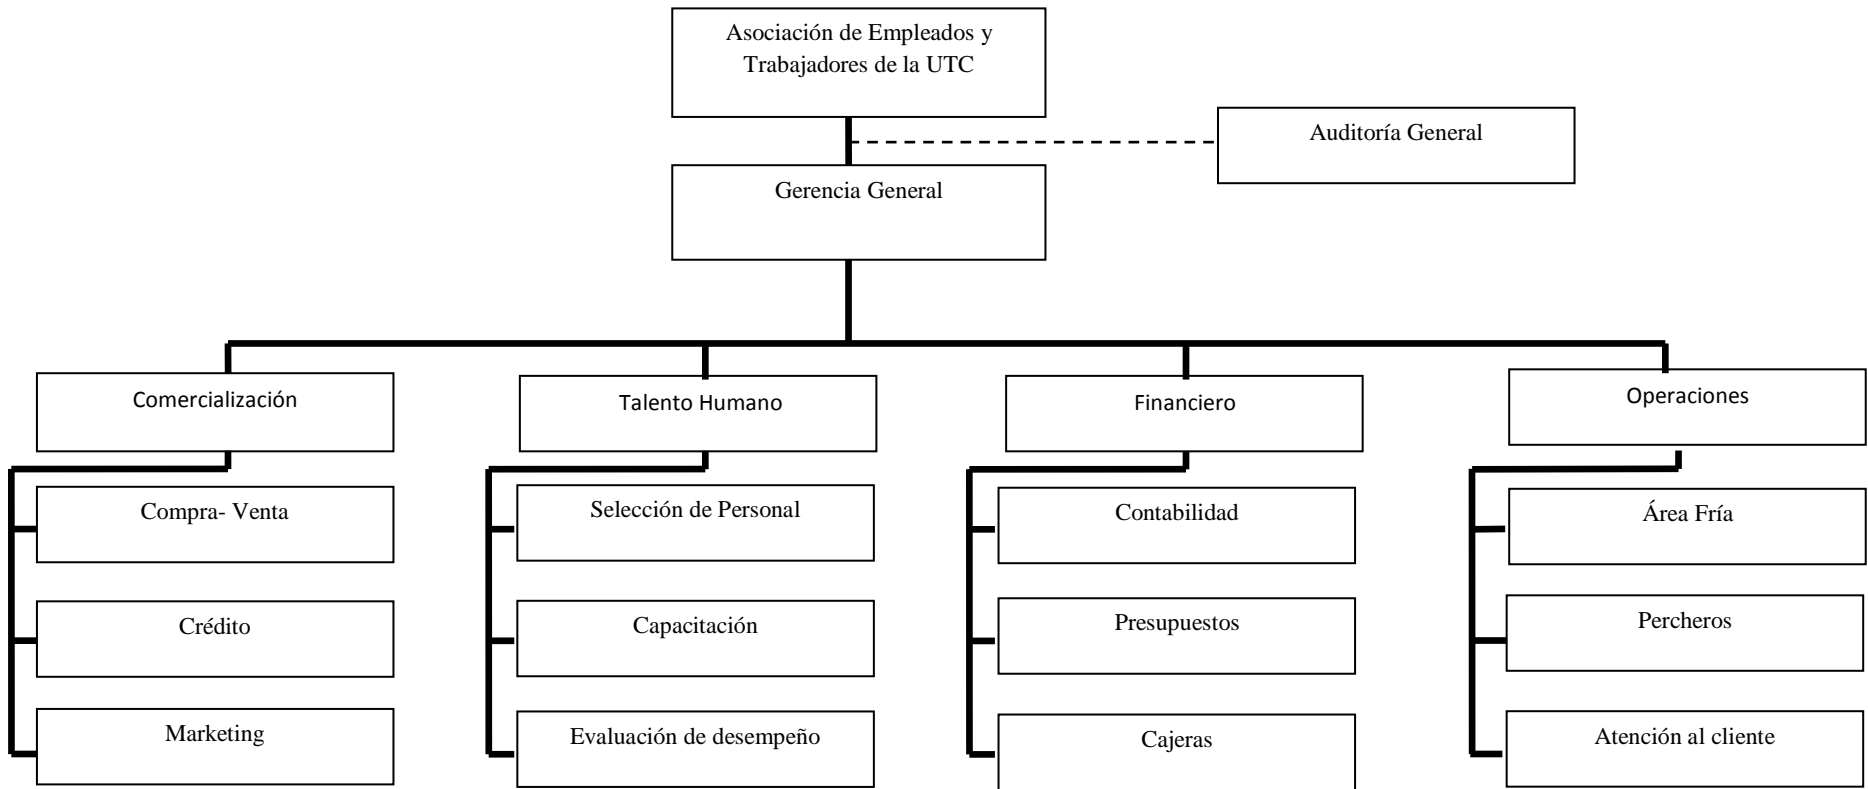 Asociación de Empleados y
Trabajadores de la UTC
Auditoría General
Gerencia General
Comercialización
Talento Humano
Financiero
Operaciones
Compra- Venta
Selección de Personal
Contabilidad
Área Fría
Crédito
Capacitación
Presupuestos
Percheros
Marketing
Evaluación de desempeño
Cajeras
Atención al cliente